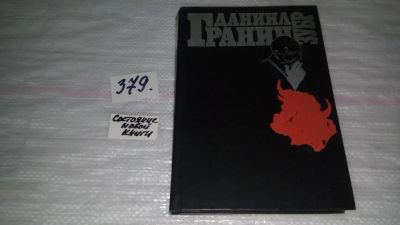 ДАНИИЛ
ГРАНИН
ЗУБР
379.
Состояние
новой
книги